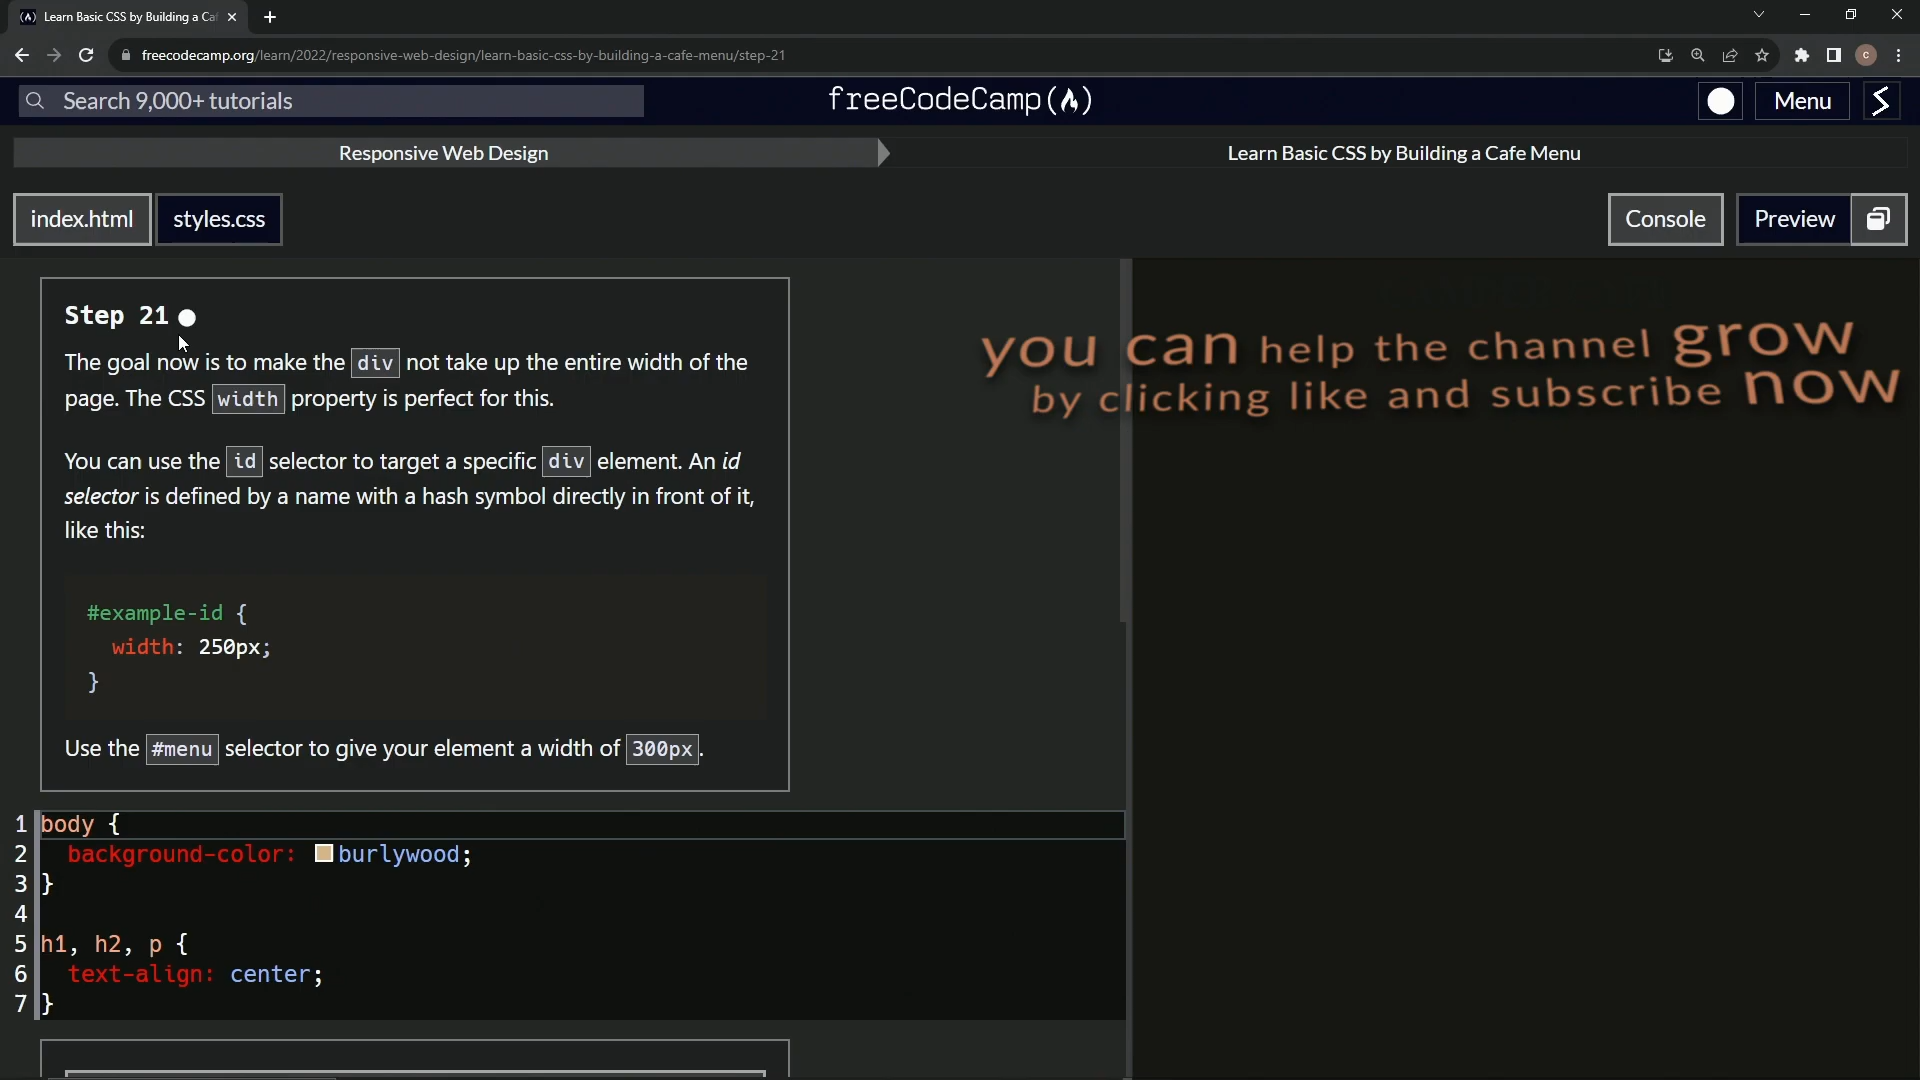 Learn Basic CSS by Building a Caf
freecodecamp.org/learn/2022/responsive-web-design/learn-basic-css-by-building-a-cafe-menu/step-21
C
Search 9,000+ tutorials
freeCodeCamp(🔥)
Menu
Responsive Web Design
Learn Basic CSS by Building a Cafe Menu
index.html
styles.css
Console
Preview
Step 21
The goal now is to make the div not take up the entire width of the
page. The CSS width property is perfect for this.
You can use the id selector to target a specific div element. An id
selector is defined by a name with a hash symbol directly in front of it,
like this:
#example-id {
width: 250px;
}
Use the #menu selector to give your element a width of 300px.
you can help the channel grow
by clicking like and subscribe now
1 body {
2 background-color: burlywood;
3 }
4
5 h1, h2, p {
6 text-align: center;
7 }